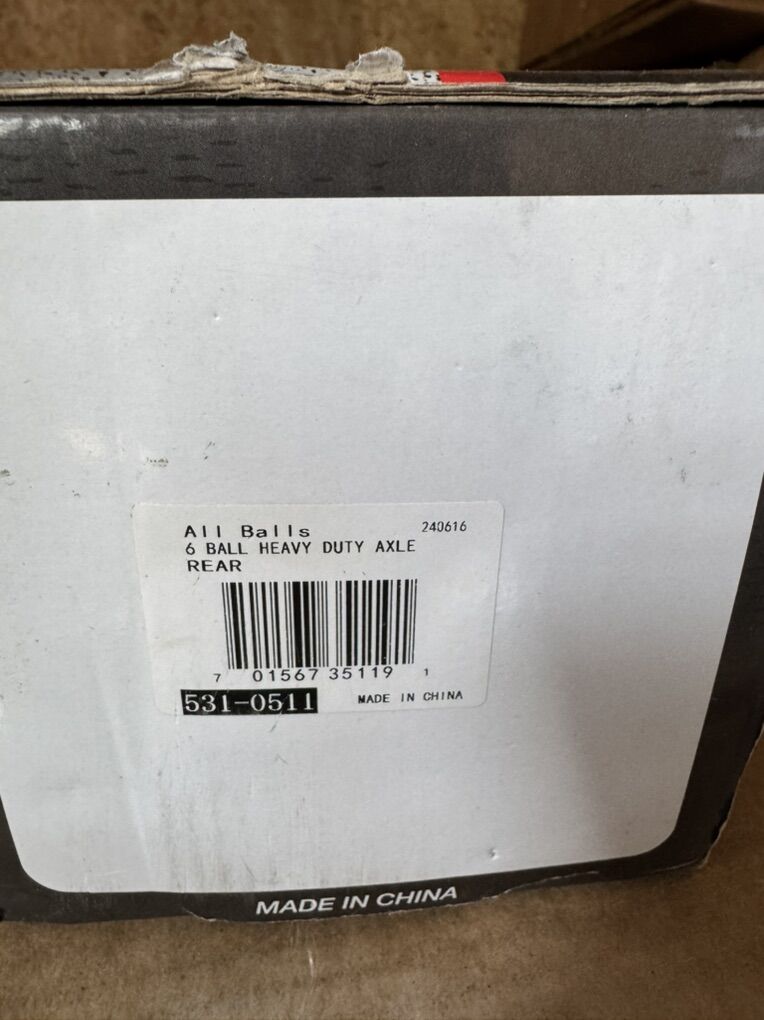 All Balls 240616
6 BALL HEAVY DUTY AXLE
REAR
7 01567 35119 1
531-0511 MADE IN CHINA
MADE IN CHINA